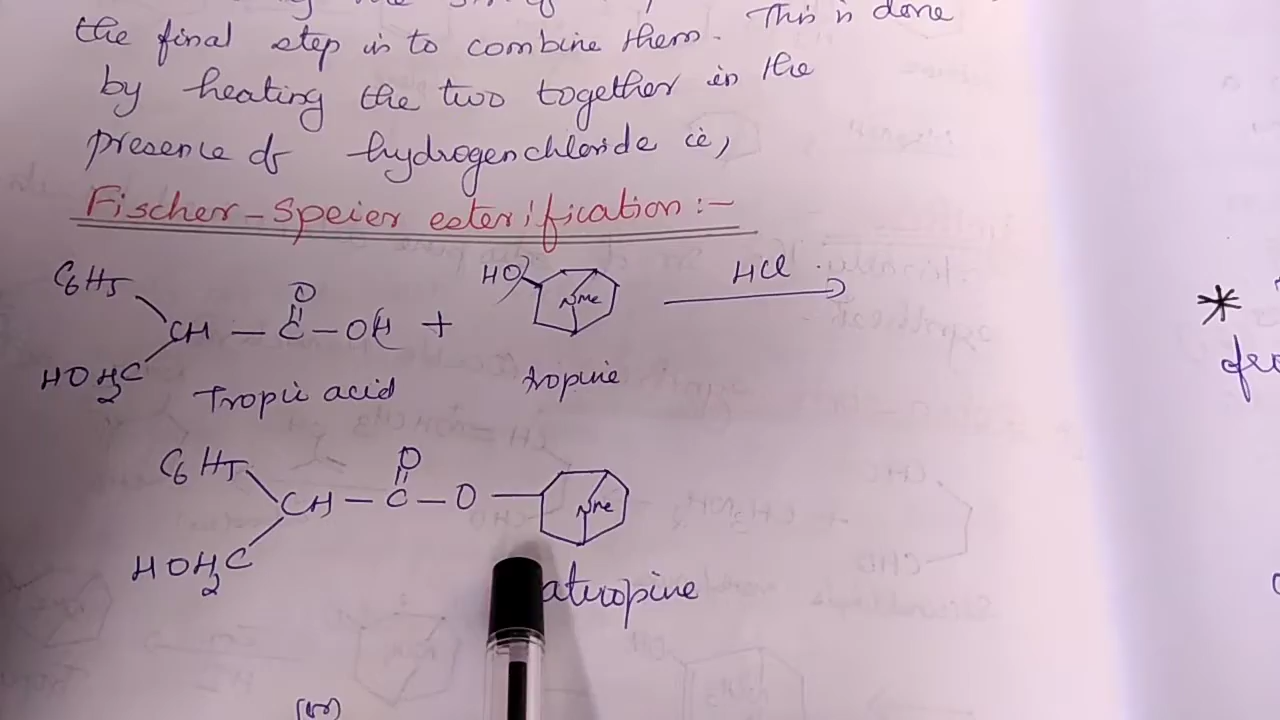 the final step is to combine them. This is done
by heating the two together in the
presence of hydrogenchloride ie,
Fischer-Speier esterification:-
C6H5
HOH2C
CH — C — OH +
O
HO
NMe
HCl
Tropic acid
tropine
C6H5
HOH2C
CH — C — O —
O
NMe
atropine
(or)
*